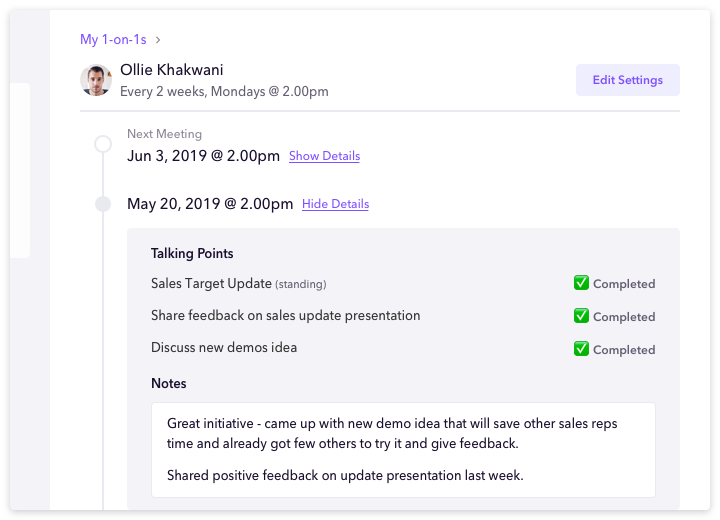 My 1-on-1s >
Ollie Khakwani
Every 2 weeks, Mondays @ 2.00pm
Edit Settings
Next Meeting
Jun 3, 2019 @ 2.00pm Show Details
May 20, 2019 @ 2.00pm Hide Details
Talking Points
Sales Target Update (standing) ✅ Completed
Share feedback on sales update presentation ✅ Completed
Discuss new demos idea ✅ Completed
Notes
Great initiative - came up with new demo idea that will save other sales reps
time and already got few others to try it and give feedback.
Shared positive feedback on update presentation last week.